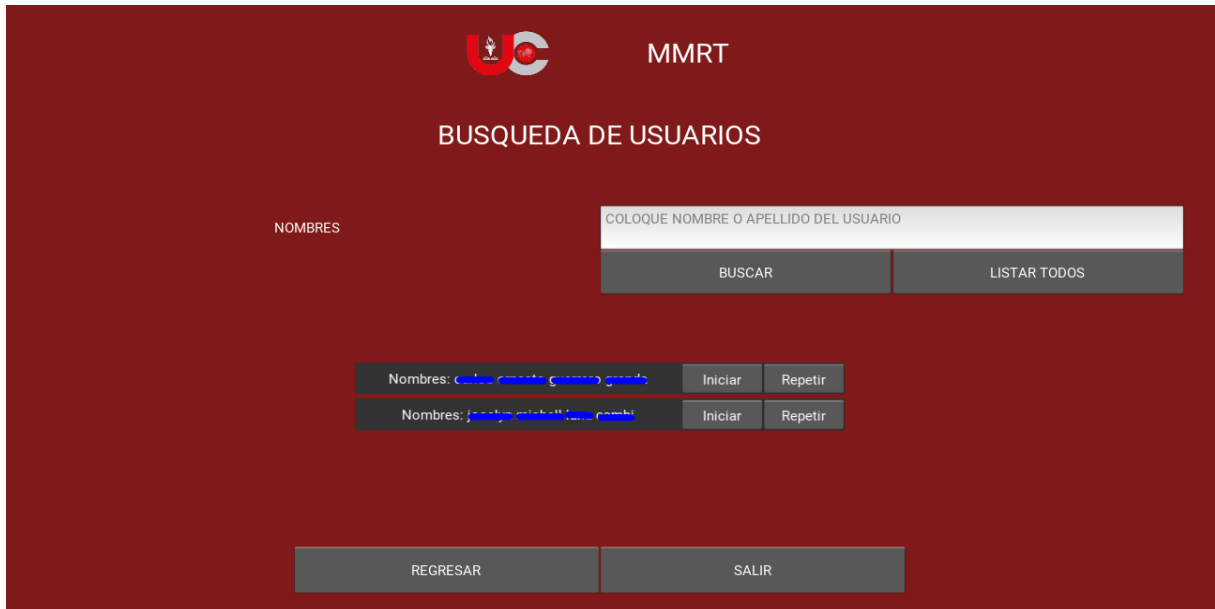 UC
MMRT
BUSQUEDA DE USUARIOS
NOMBRES
COLOQUE NOMBRE O APELLIDO DEL USUARIO
BUSCAR LISTAR TODOS
Nombres: Iniciar Repetir
Nombres: Iniciar Repetir
REGRESAR SALIR